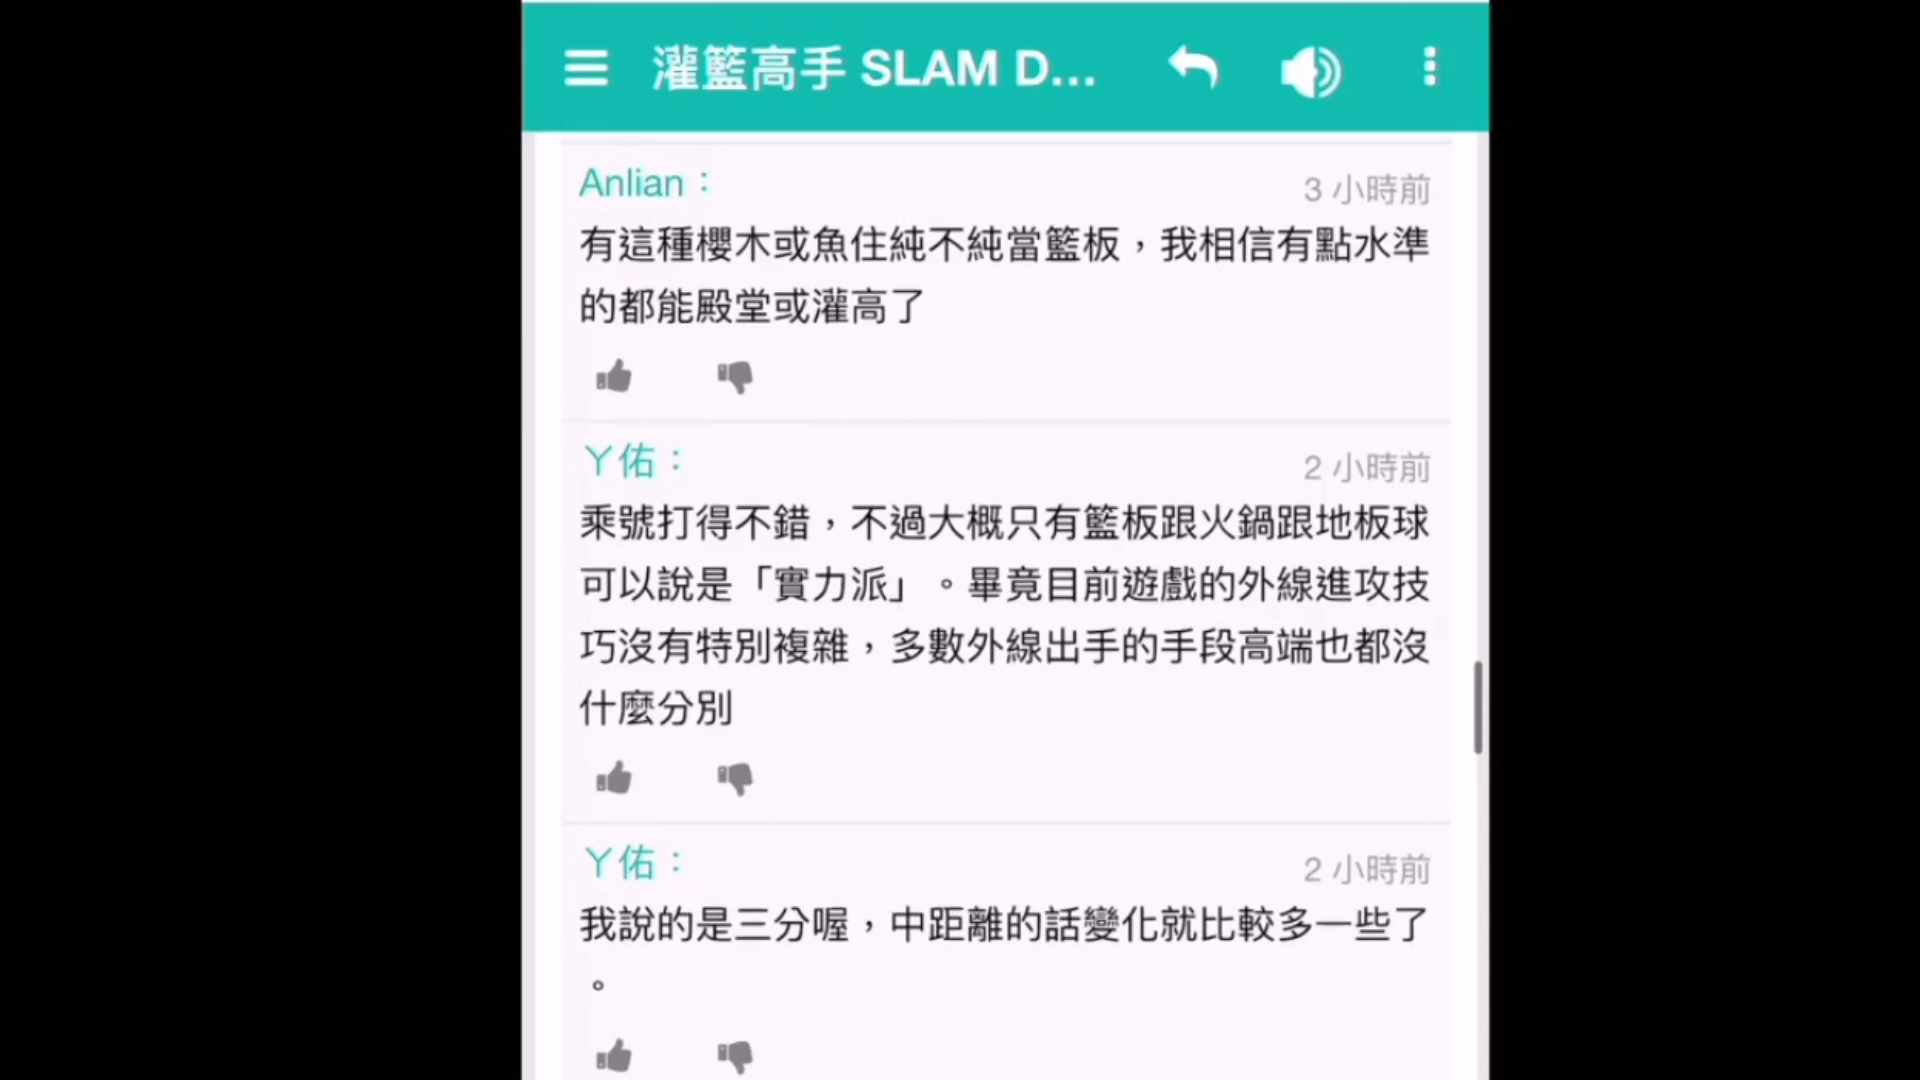 灌籃高手 SLAM D...
Anlian：
3 小時前
有這種櫻木或魚住純不純當籃板，我相信有點水準
的都能殿堂或灌高了
丫佑：
2 小時前
乘號打得不錯，不過大概只有籃板跟火鍋跟地板球
可以說是「實力派」。畢竟目前遊戲的外線進攻技
巧沒有特別複雜，多數外線出手的手段高端也都沒
什麼分別
丫佑：
2 小時前
我說的是三分喔，中距離的話變化就比較多一些了
。